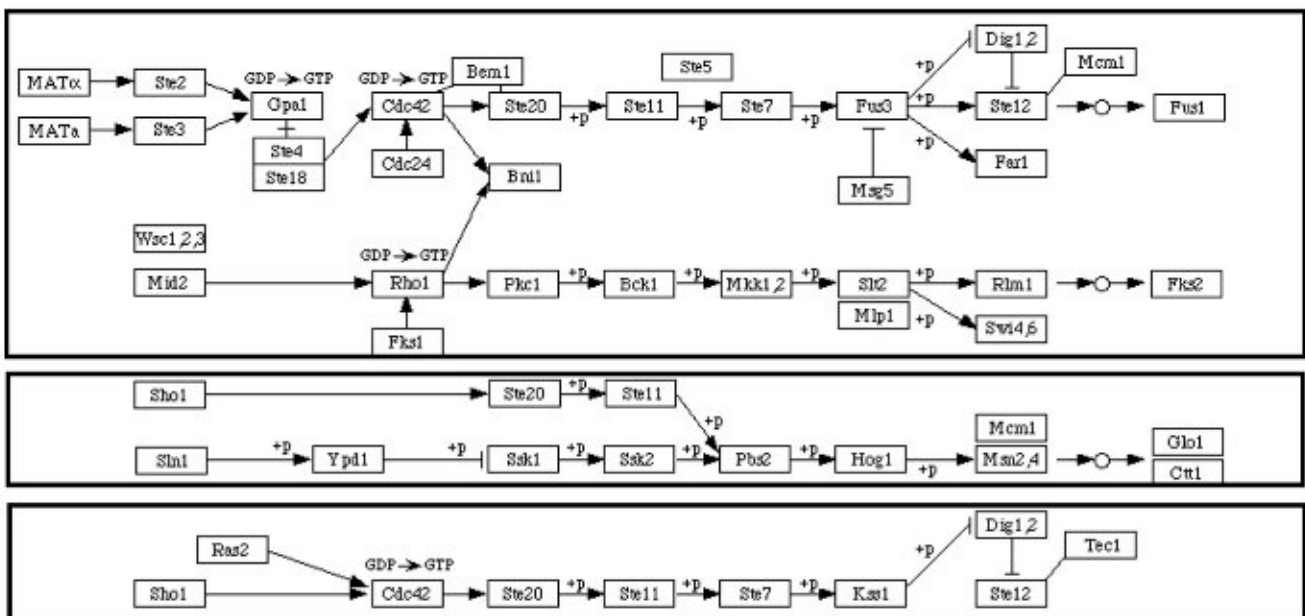 Dig1,2
Ste5
Mcm1
MATα
Ste2
GDP → GTP
GDP → GTP
Bem1
+p
Gpa1
Cdc42
Ste20
+p
Ste11
+p
Ste7
+p
Fus3
+p
Ste12
Fus1
MATa
Ste3
Ste4
Ste18
Cdc24
Bni1
+p
Far1
Msg5
Wsc1,2,3
GDP → GTP
Mid2
Rho1
Pkc1
+p
Bck1
+p
Mkk1,2
+p
Slt2
+p
Rlm1
Fks2
Mlp1
+p
Swi4,6
Fks1
Sho1
Ste20
+p
Ste11
+p
Mcm1
Sln1
+p
Ypd1
+p
Ssk1
+p
Ssk2
+p
Pbs2
+p
Hog1
+p
Msn2,4
Glo1
Ctt1
Dig1,2
Ras2
GDP → GTP
+p
Tec1
Sho1
Cdc42
Ste20
+p
Ste11
+p
Ste7
+p
Kss1
Ste12